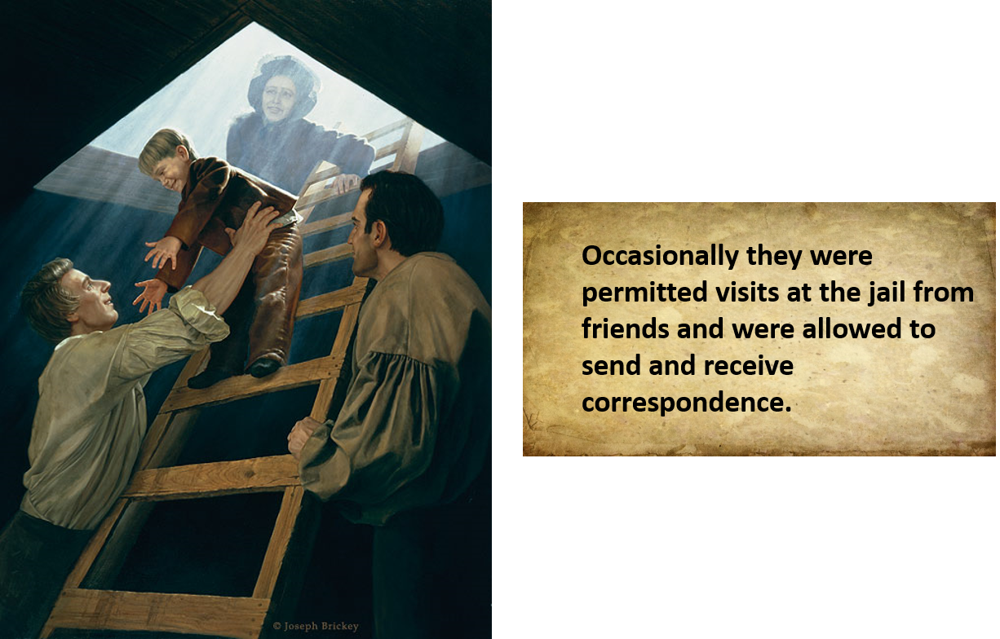 Occasionally they were
permitted visits at the jail from
friends and were allowed to
send and receive
correspondence.
© Joseph Brickey